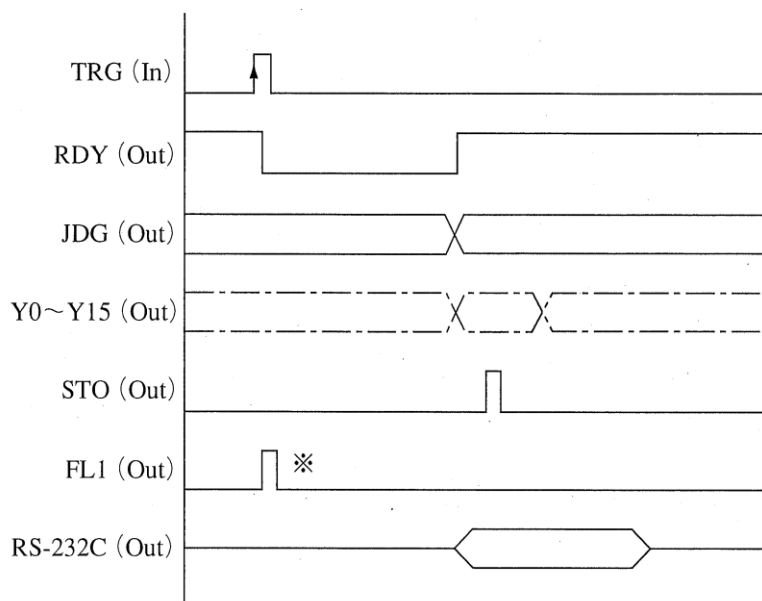 TRG (In)
RDY (Out)
JDG (Out)
Y0～Y15 (Out)
STO (Out)
FL1 (Out) ※
RS-232C (Out)